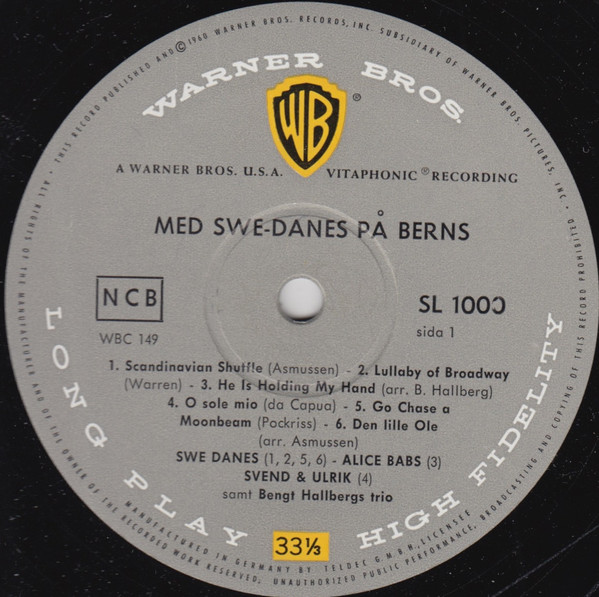 • THIS RECORD PUBLISHED AND © 1960 WARNER BROS. RECORDS, INC. SUBSIDIARY OF WARNER BROS. PICTURES, INC. •
WARNER BROS.
WB ®
A WARNER BROS. U.S.A. VITAPHONIC ® RECORDING
MED SWE-DANES PÅ BERNS
NCB
SL 1000
WBC 149
sida 1
1. Scandinavian Shuffle (Asmussen) - 2. Lullaby of Broadway
(Warren) - 3. He Is Holding My Hand (arr. B. Hallberg)
4. O sole mio (da Capua) - 5. Go Chase a
Moonbeam (Pockriss) - 6. Den lille Ole
(arr. Asmussen)
SWE DANES (1, 2, 5, 6) - ALICE BABS (3)
SVEND & ULRIK (4)
samt Bengt Hallbergs trio
LONG PLAY
33⅓
HIGH FIDELITY
MANUFACTURED IN GERMANY BY TELDEC G.M.B.H., LICENSEE
ALL RIGHTS OF THE MANUFACTURER AND OF THE OWNER OF THE RECORDED WORK RESERVED; UNAUTHORIZED PUBLIC PERFORMANCE, BROADCASTING AND COPYING OF THIS RECORD PROHIBITED